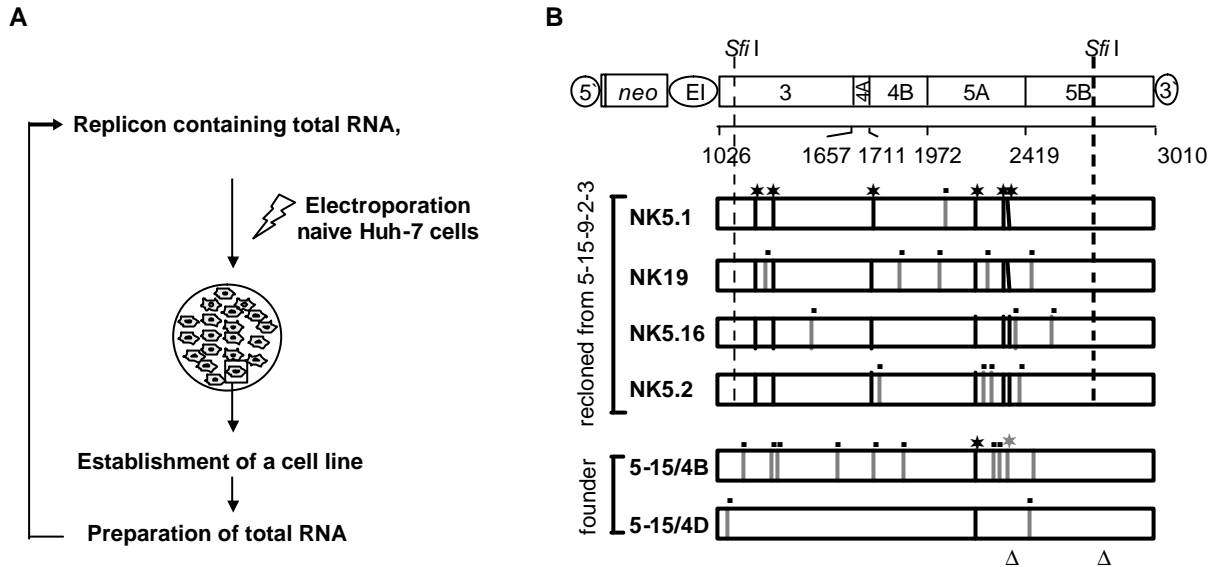 A
Replicon containing total RNA,
Electroporation
naive Huh-7 cells
Establishment of a cell line
Preparation of total RNA
B
Sfi I
Sfi I
5` neo EI 3 4A 4B 5A 5B 3`
1026 1657 1711 1972 2419 3010
recloned from 5-15-9-2-3
NK5.1
NK19
NK5.16
NK5.2
founder
5-15/4B
5-15/4D
Δ Δ